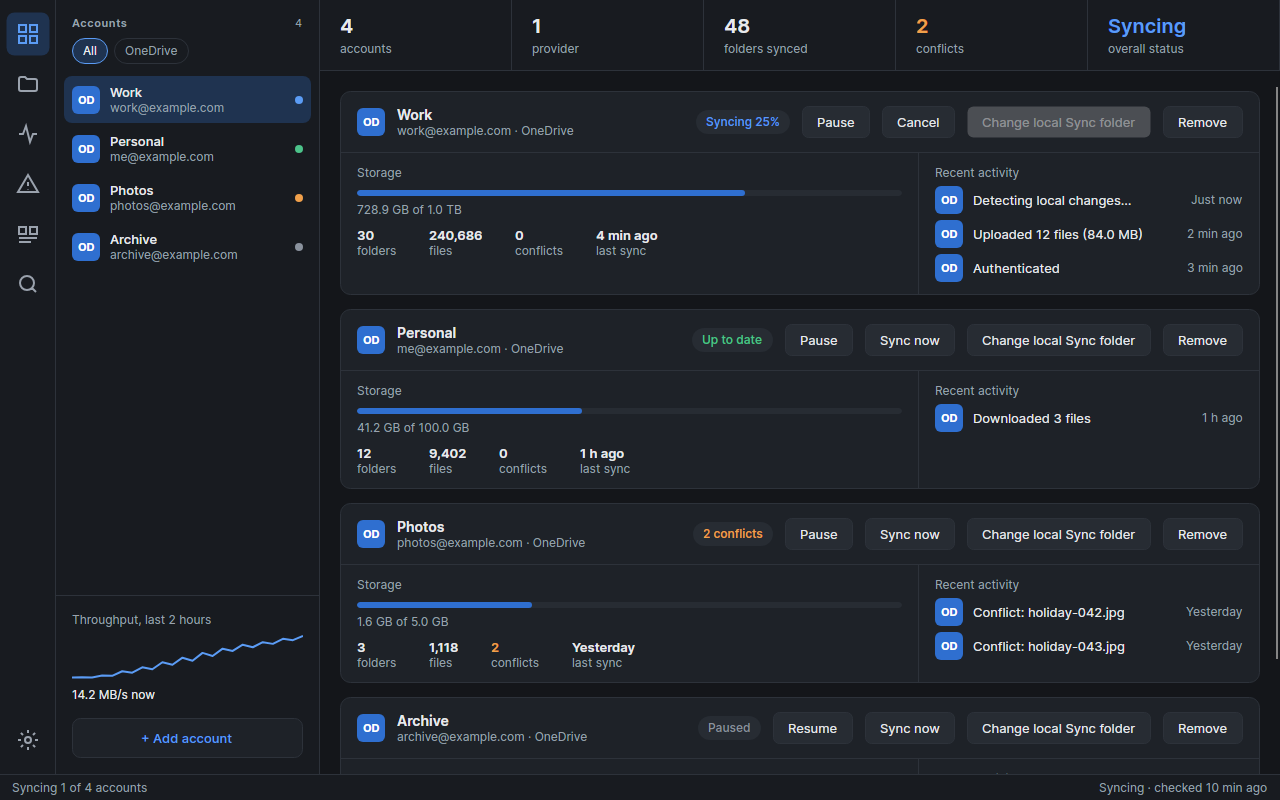 Accounts 4
All OneDrive
OD Work
work@example.com
OD Personal
me@example.com
OD Photos
photos@example.com
OD Archive
archive@example.com
Throughput, last 2 hours
14.2 MB/s now
+ Add account
4
accounts
1
provider
48
folders synced
2
conflicts
Syncing
overall status
OD Work
work@example.com · OneDrive
Syncing 25% Pause Cancel Change local Sync folder Remove
Storage
728.9 GB of 1.0 TB
30 240,686 0 4 min ago
folders files conflicts last sync
Recent activity
OD Detecting local changes... Just now
OD Uploaded 12 files (84.0 MB) 2 min ago
OD Authenticated 3 min ago
OD Personal
me@example.com · OneDrive
Up to date Pause Sync now Change local Sync folder Remove
Storage
41.2 GB of 100.0 GB
12 9,402 0 1 h ago
folders files conflicts last sync
Recent activity
OD Downloaded 3 files 1 h ago
OD Photos
photos@example.com · OneDrive
2 conflicts Pause Sync now Change local Sync folder Remove
Storage
1.6 GB of 5.0 GB
3 1,118 2 Yesterday
folders files conflicts last sync
Recent activity
OD Conflict: holiday-042.jpg Yesterday
OD Conflict: holiday-043.jpg Yesterday
OD Archive
archive@example.com · OneDrive
Paused Resume Sync now Change local Sync folder Remove
Syncing 1 of 4 accounts
Syncing · checked 10 min ago